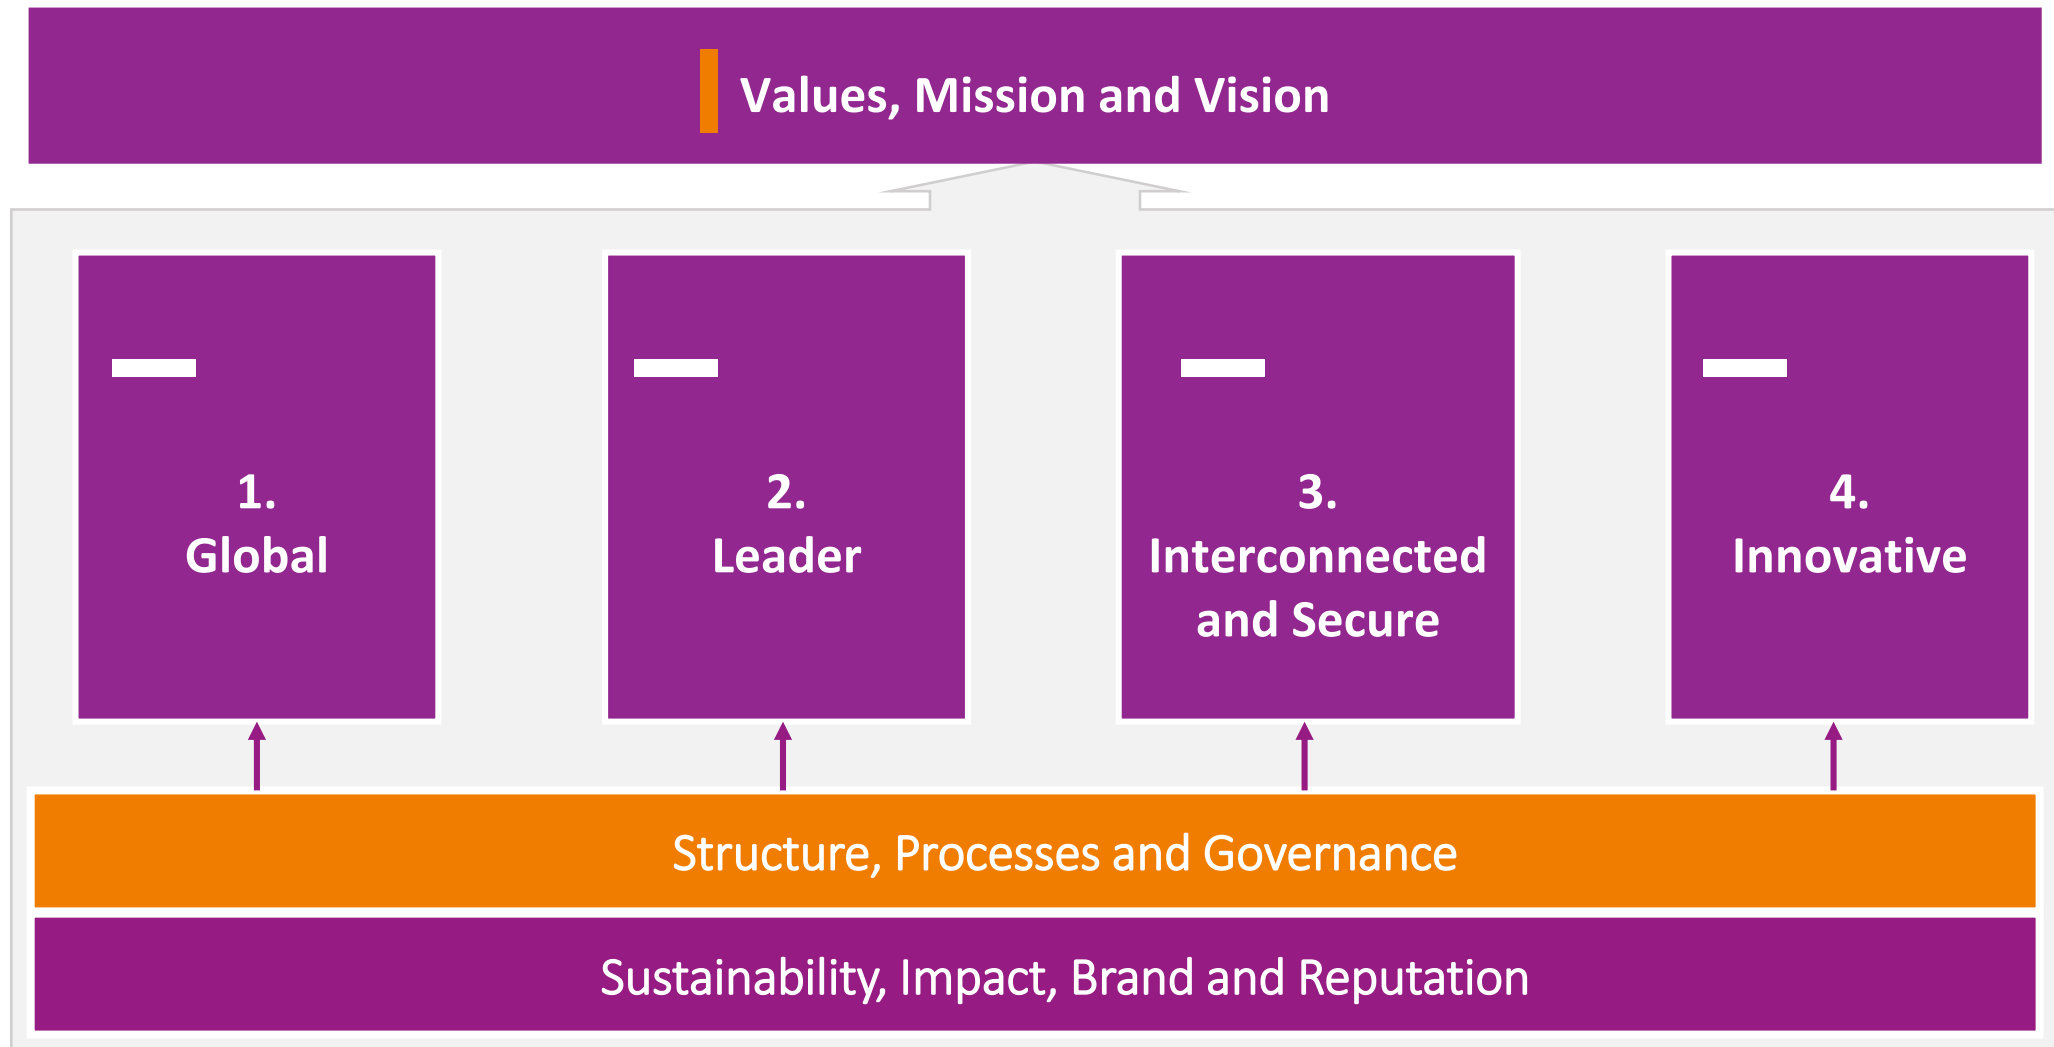 Values, Mission and Vision
1.
Global
2.
Leader
3.
Interconnected
and Secure
4.
Innovative
Structure, Processes and Governance
Sustainability, Impact, Brand and Reputation